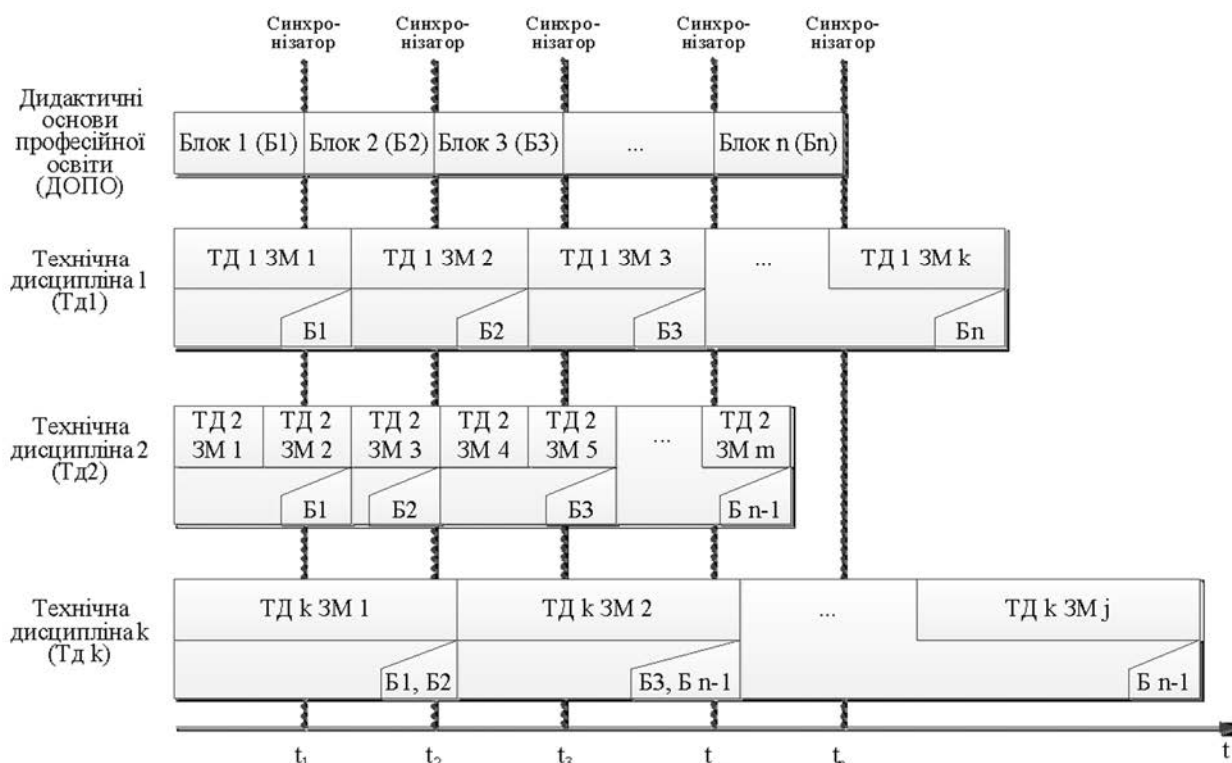 Синхро-
нізатор
Синхро-
нізатор
Синхро-
нізатор
Синхро-
нізатор
Синхро-
нізатор
Дидактичні
основи
професійної
освіти
(ДОПО)
Блок 1 (Б1)
Блок 2 (Б2)
Блок 3 (Б3)
...
Блок n (Бn)
Технічна
дисципліна 1
(Тд1)
ТД 1 ЗМ 1
ТД 1 ЗМ 2
ТД 1 ЗМ 3
...
ТД 1 ЗМ k
Б1
Б2
Б3
Бn
Технічна
дисципліна 2
(Тд2)
ТД 2
ЗМ 1
ТД 2
ЗМ 2
ТД 2
ЗМ 3
ТД 2
ЗМ 4
ТД 2
ЗМ 5
...
ТД 2
ЗМ m
Б1
Б2
Б3
Б n-1
Технічна
дисципліна k
(Тд k)
ТД k ЗМ 1
ТД k ЗМ 2
...
ТД k ЗМ j
Б1, Б2
Б3, Б n-1
Б n-1
t₁
t₂
t₃
t
t